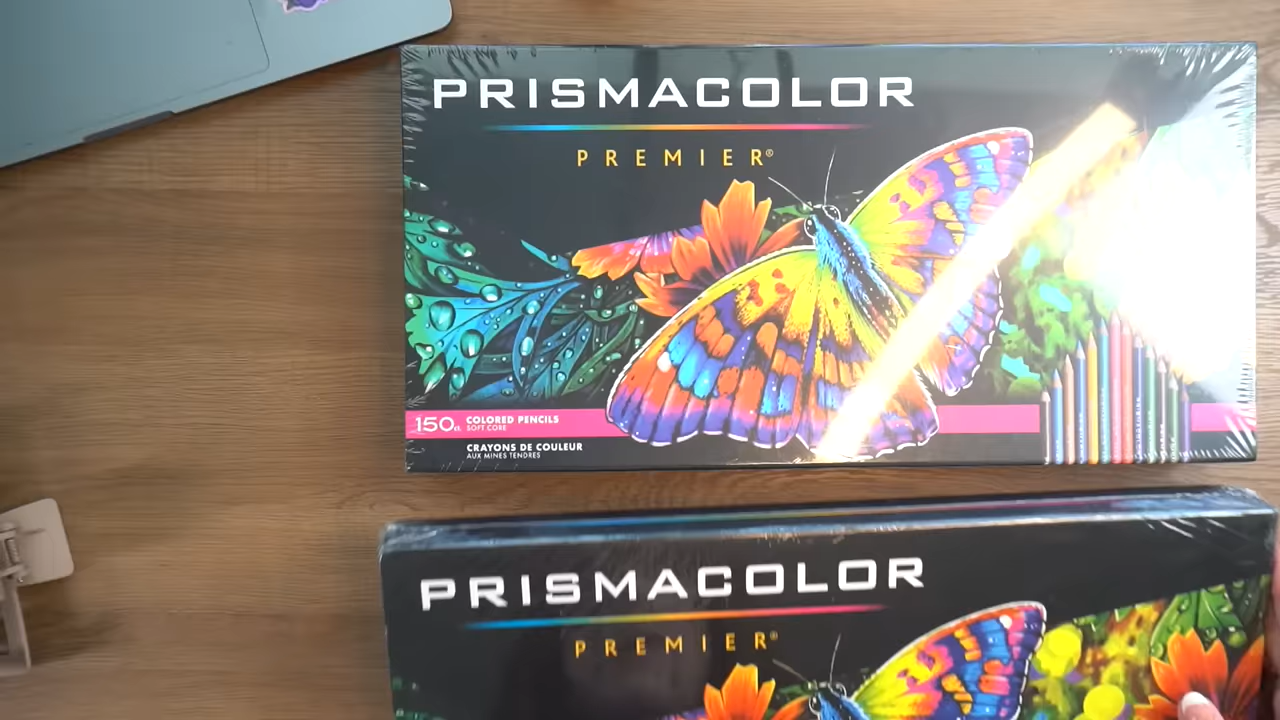 PRISMACOLOR
PREMIER®
150ct. COLORED PENCILS
SOFT CORE
CRAYONS DE COULEUR
AUX MINES TENDRES
PRISMACOLOR
PREMIER®